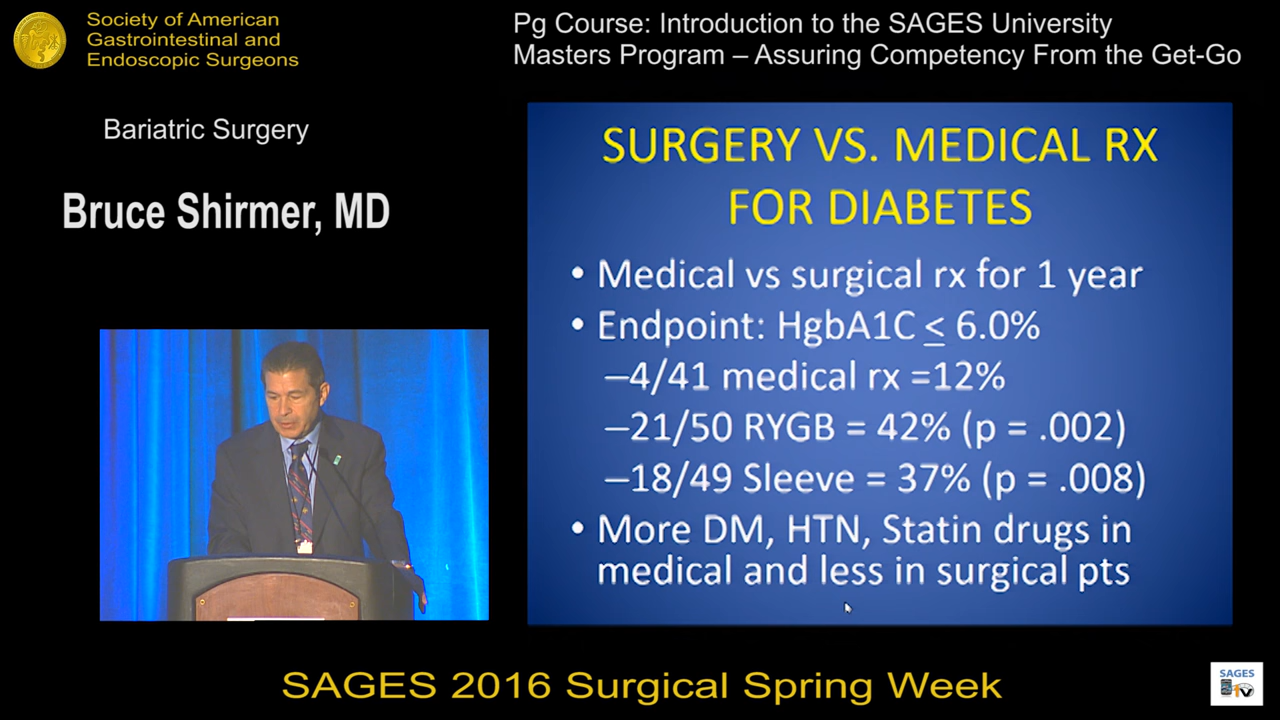 Society of American
Gastrointestinal and
Endoscopic Surgeons
Pg Course: Introduction to the SAGES University
Masters Program – Assuring Competency From the Get-Go
Bariatric Surgery
Bruce Shirmer, MD
SURGERY VS. MEDICAL RX
FOR DIABETES
• Medical vs surgical rx for 1 year
• Endpoint: HgbA1C ≤ 6.0%
–4/41 medical rx =12%
–21/50 RYGB = 42% (p = .002)
–18/49 Sleeve = 37% (p = .008)
• More DM, HTN, Statin drugs in
medical and less in surgical pts
SAGES 2016 Surgical Spring Week
SAGES
TV